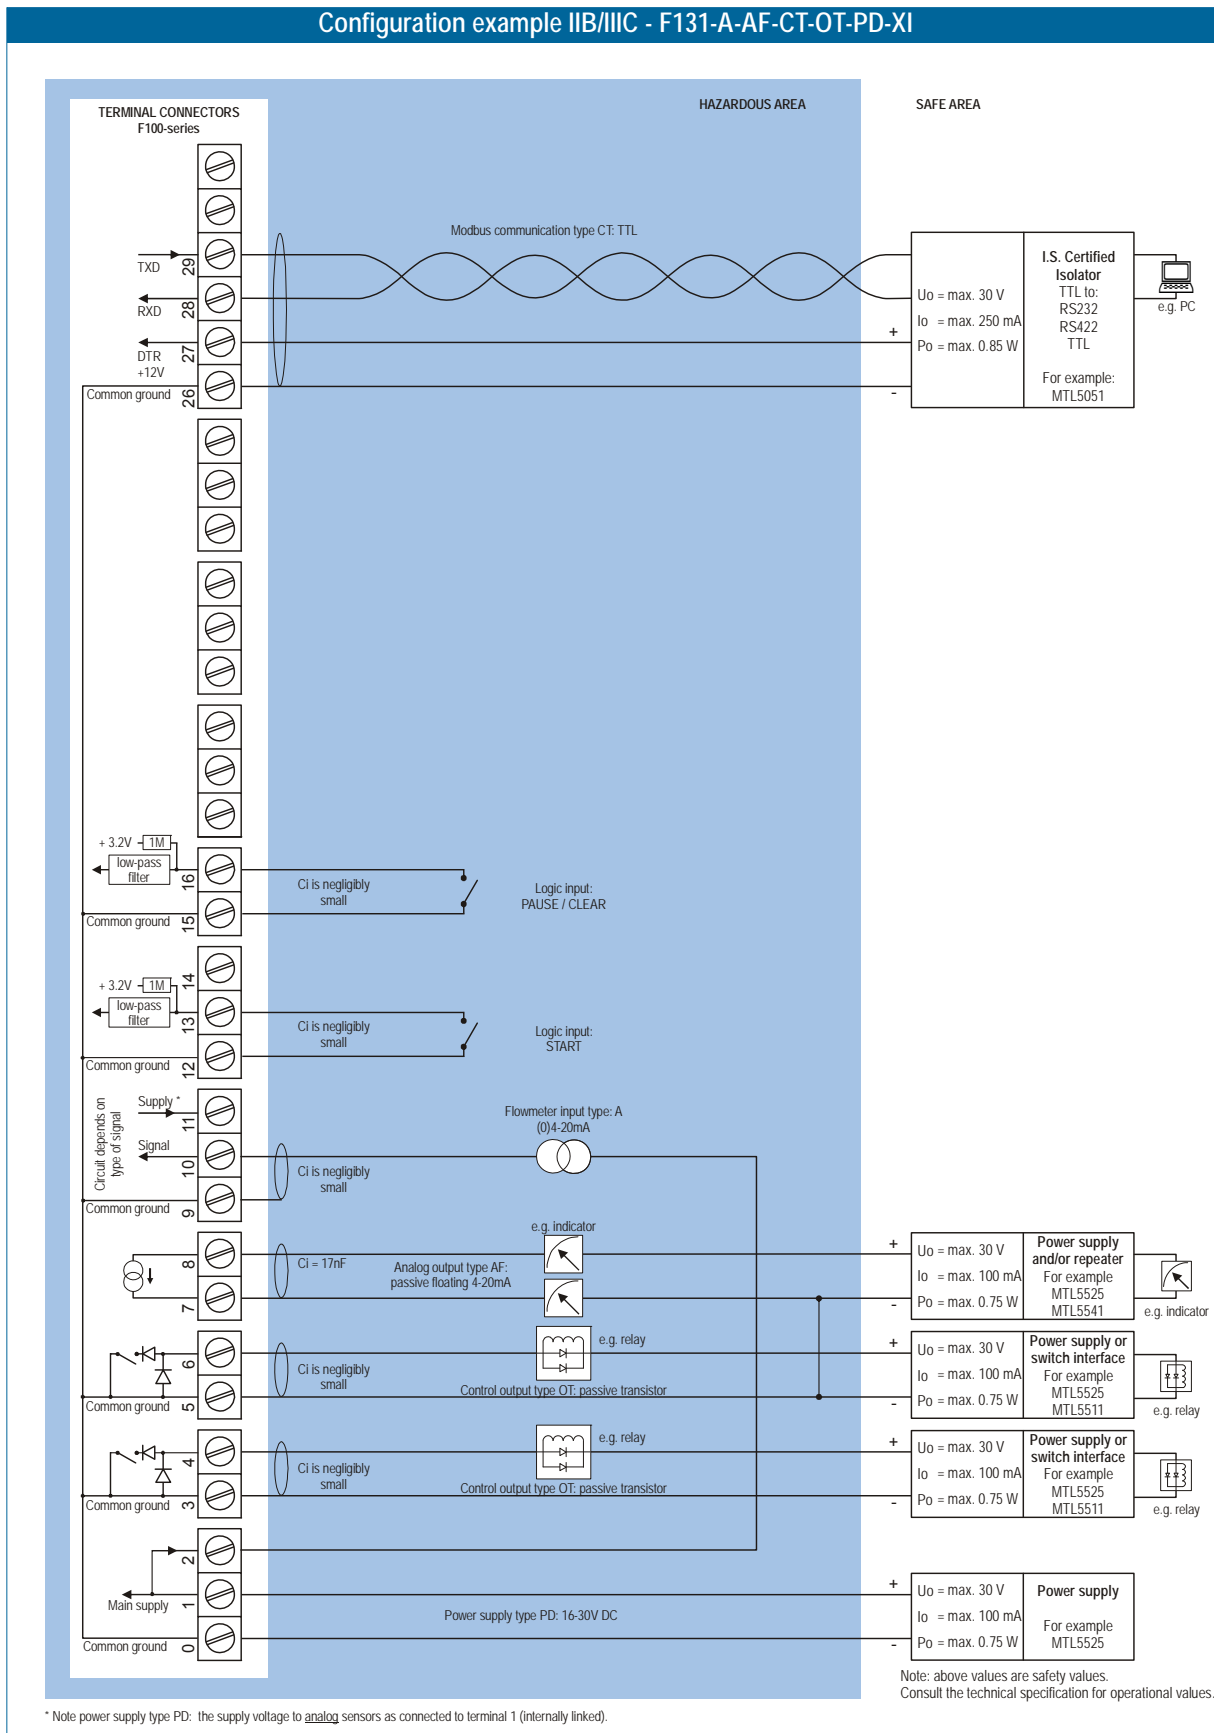 Configuration example IIB/IIIC - F131-A-AF-CT-OT-PD-XI
HAZARDOUS AREA
SAFE AREA
TERMINAL CONNECTORS
F100-series
Modbus communication type CT: TTL
TXD
29
RXD
28
DTR
+12V
27
Common ground
26
+
-
Uo = max. 30 V
Io = max. 250 mA
Po = max. 0.85 W
I.S. Certified
Isolator
TTL to:
RS232
RS422
TTL
For example:
MTL5051
e.g. PC
+ 3.2V
1M
low-pass
filter
16
Common ground
15
Ci is negligibly
small
Logic input:
PAUSE / CLEAR
14
+ 3.2V
1M
low-pass
filter
13
Common ground
12
Ci is negligibly
small
Logic input:
START
Circuit depends on
type of signal
Supply *
11
Signal
10
Common ground
9
Ci is negligibly
small
Flowmeter input type: A
(0)4-20mA
8
7
Ci = 17nF
e.g. indicator
Analog output type AF:
passive floating 4-20mA
+
-
Uo = max. 30 V
Io = max. 100 mA
Po = max. 0.75 W
Power supply
and/or repeater
For example
MTL5525
MTL5541
e.g. indicator
6
Common ground
5
Ci is negligibly
small
e.g. relay
Control output type OT: passive transistor
+
-
Uo = max. 30 V
Io = max. 100 mA
Po = max. 0.75 W
Power supply or
switch interface
For example
MTL5525
MTL5511
e.g. relay
4
Common ground
3
Ci is negligibly
small
e.g. relay
Control output type OT: passive transistor
+
-
Uo = max. 30 V
Io = max. 100 mA
Po = max. 0.75 W
Power supply or
switch interface
For example
MTL5525
MTL5511
e.g. relay
2
Main supply
1
Common ground
0
Power supply type PD: 16-30V DC
+
-
Uo = max. 30 V
Io = max. 100 mA
Po = max. 0.75 W
Power supply
For example
MTL5525
Note: above values are safety values.
Consult the technical specification for operational values.
* Note power supply type PD: the supply voltage to analog sensors as connected to terminal 1 (internally linked).